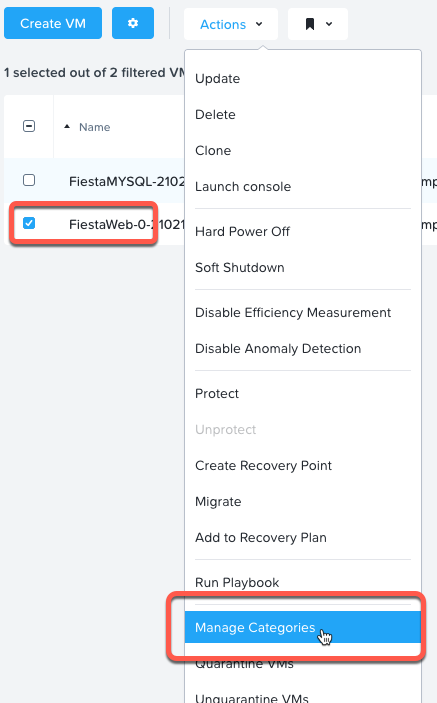 Create VM
Actions
1 selected out of 2 filtered VM
Name
FiestaMYSQL-2102
FiestaWeb-0-21021
mp
mp
Update
Delete
Clone
Launch console
Hard Power Off
Soft Shutdown
Disable Efficiency Measurement
Disable Anomaly Detection
Protect
Unprotect
Create Recovery Point
Migrate
Add to Recovery Plan
Run Playbook
Manage Categories
Quarantine VMs
Unquarantine VMs